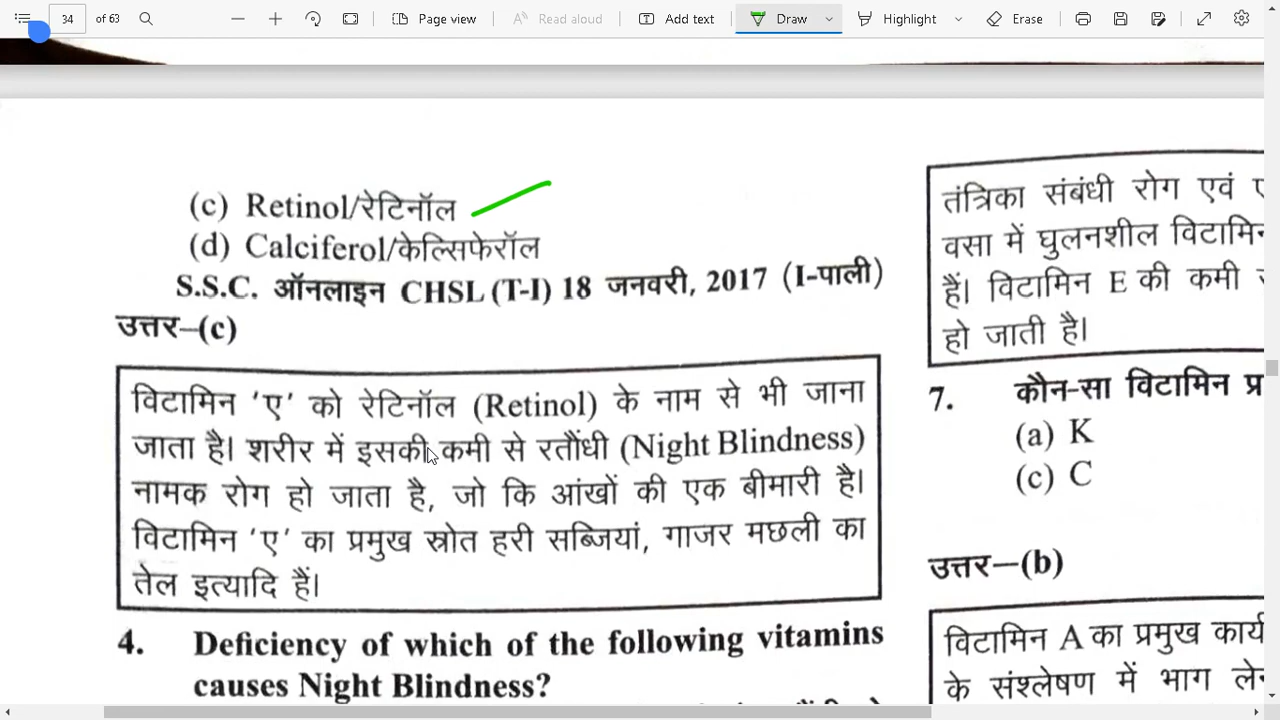 34 of 63
Page view
Read aloud
Add text
Draw
Highlight
Erase
(c) Retinol/रेटिनॉल
(d) Calciferol/केल्सिफेरॉल
S.S.C. ऑनलाइन CHSL (T-I) 18 जनवरी, 2017 (I-पाली)
उत्तर–(c)
विटामिन 'ए' को रेटिनॉल (Retinol) के नाम से भी जाना
जाता है। शरीर में इसकी कमी से रतौंधी (Night Blindness)
नामक रोग हो जाता है, जो कि आंखों की एक बीमारी है।
विटामिन 'ए' का प्रमुख स्रोत हरी सब्जियां, गाजर मछली का
तेल इत्यादि हैं।
4. Deficiency of which of the following vitamins
causes Night Blindness?
तंत्रिका संबंधी रोग एवं
वसा में घुलनशील विटामिन
हैं। विटामिन E की कमी
हो जाती है।
7. कौन-सा विटामिन
(a) K
(c) C
उत्तर–(b)
विटामिन A का प्रमुख कार्य
के संश्लेषण में भाग